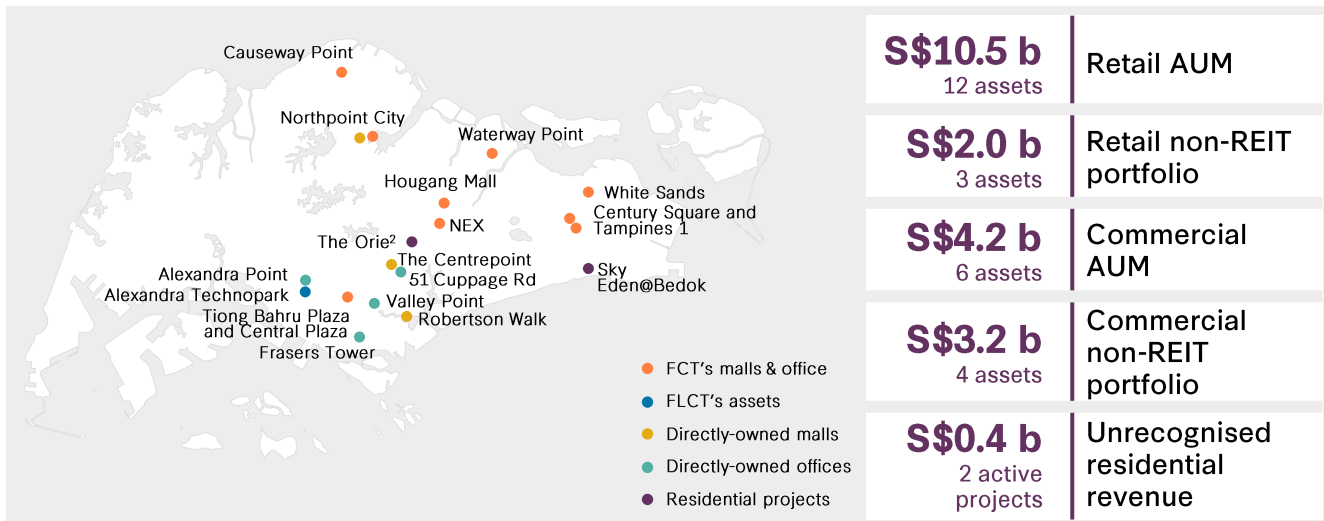 Causeway Point
Northpoint City
Waterway Point
Hougang Mall
White Sands
Century Square and
Tampines 1
NEX
The Orie²
The Centrepoint
51 Cuppage Rd
Sky
Eden@Bedok
Alexandra Point
Alexandra Technopark
Valley Point
Tiong Bahru Plaza
and Central Plaza
Robertson Walk
Frasers Tower
FCT's malls & office
FLCT's assets
Directly-owned malls
Directly-owned offices
Residential projects
S$10.5 b
12 assets
Retail AUM
S$2.0 b
3 assets
Retail non-REIT
portfolio
S$4.2 b
6 assets
Commercial
AUM
S$3.2 b
4 assets
Commercial
non-REIT
portfolio
S$0.4 b
2 active
projects
Unrecognised
residential
revenue